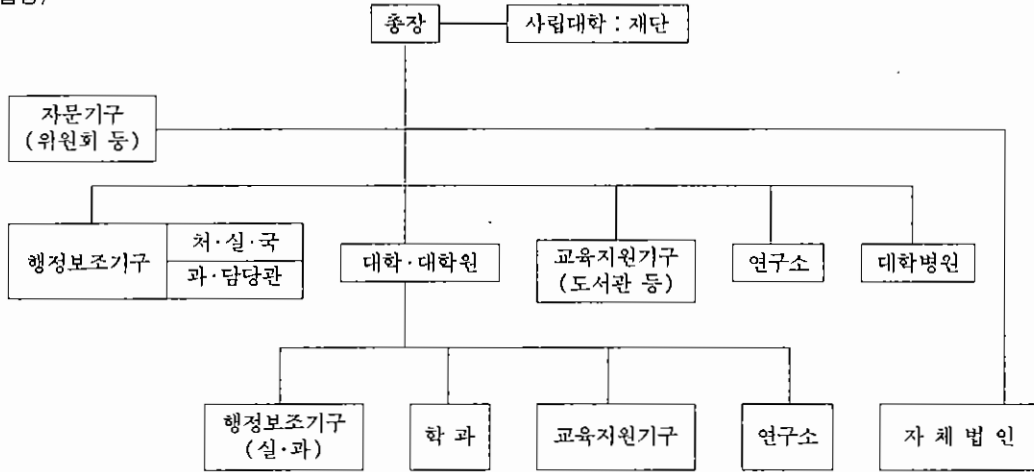 총장
사립대학 : 재단
자문기구
(위원회 등)
행정보조기구
처·실·국
과·담당관
대학·대학원
교육지원기구
(도서관 등)
연구소
대학병원
행정보조기구
(실·과)
학 과
교육지원기구
연구소
자 체 법 인